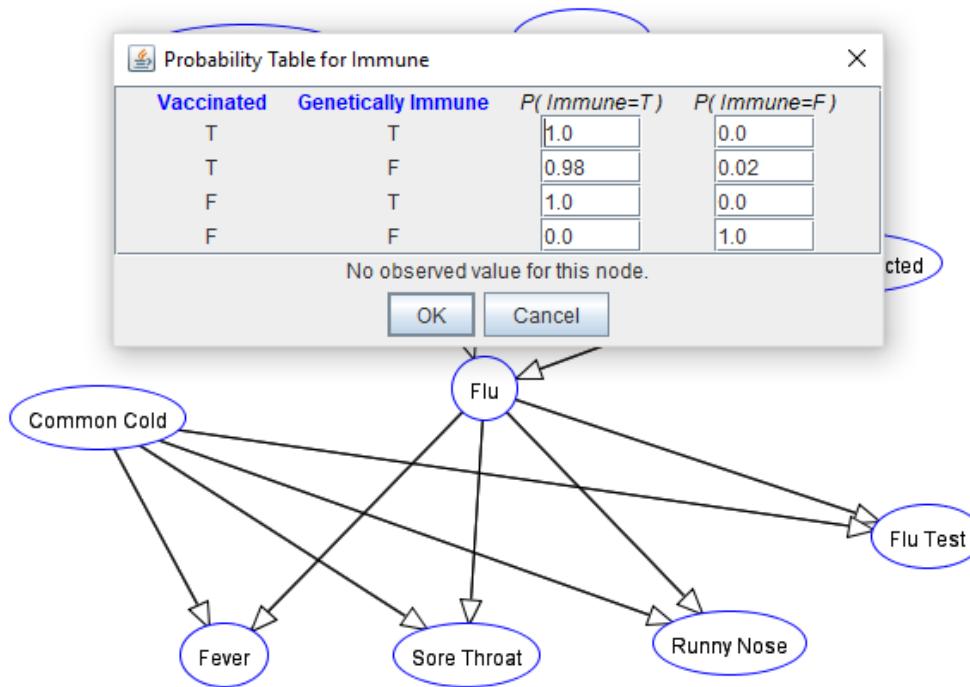 Probability Table for Immune
Vaccinated Genetically Immune P( Immune=T ) P( Immune=F )
T T 1.0 0.0
T F 0.98 0.02
F T 1.0 0.0
F F 0.0 1.0
No observed value for this node.
cted
OK Cancel
Flu
Common Cold
Flu Test
Fever
Sore Throat
Runny Nose